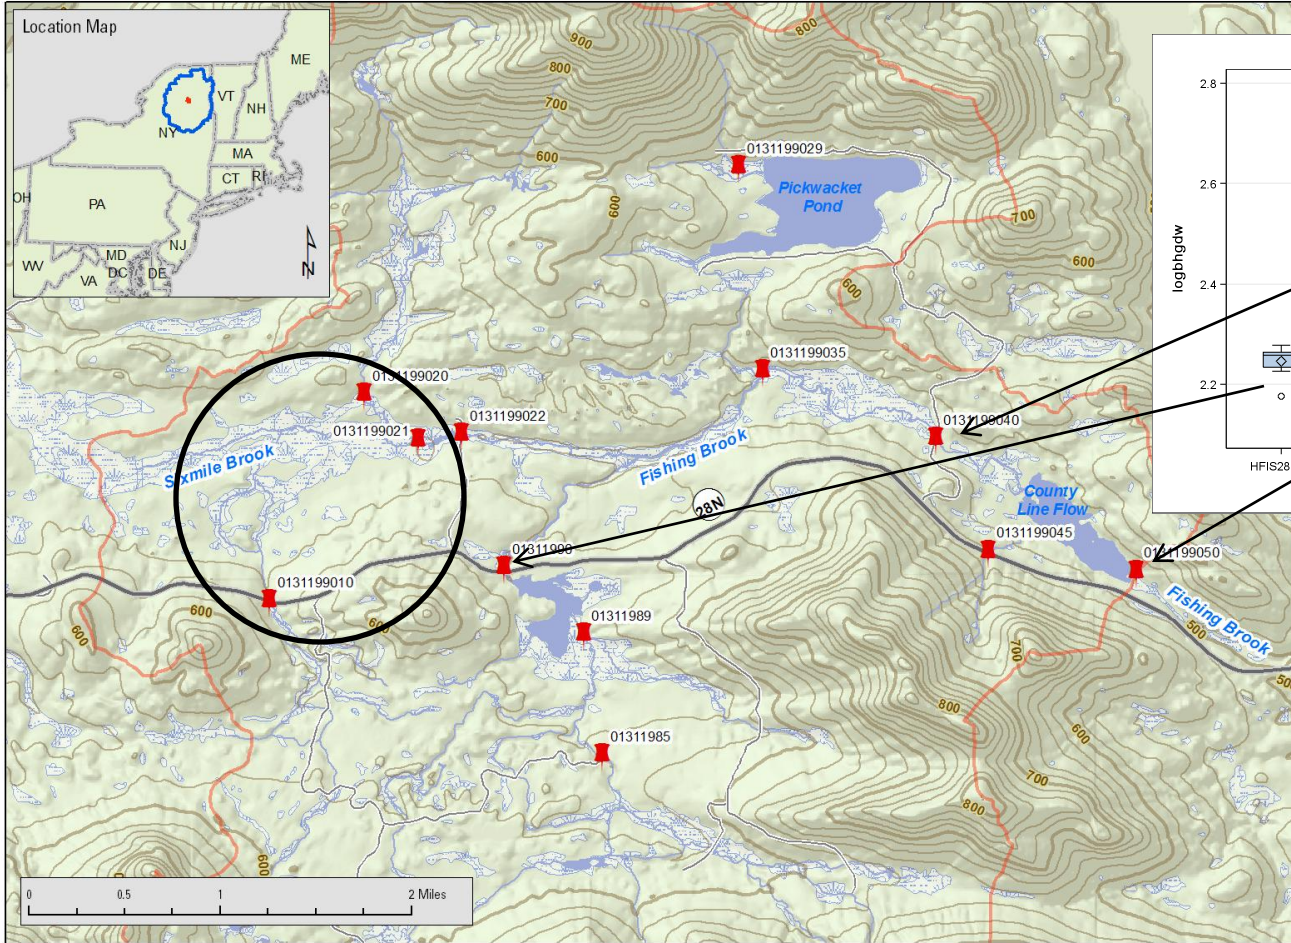 Location Map
ME
VT
NH
NY
MA
CT
RI
OH
PA
NJ
MD
WV
DC
DE
VA
N
900
800
800
700
600
600
0131199029
Pickwacket
Pond
700
600
600
2.8
2.6
logbhgdw
2.4
2.2
HFIS28
0131199035
0131199020
0131199022
0131199021
0131199040
Sixmile Brook
Fishing Brook
28N
County
Line Flow
0131199045
01311990
0131199050
0131199010
600
600
600
01311989
Fishing Brook
500
700
500
800
600
01311985
700
800
600
0
0.5
1
2 Miles